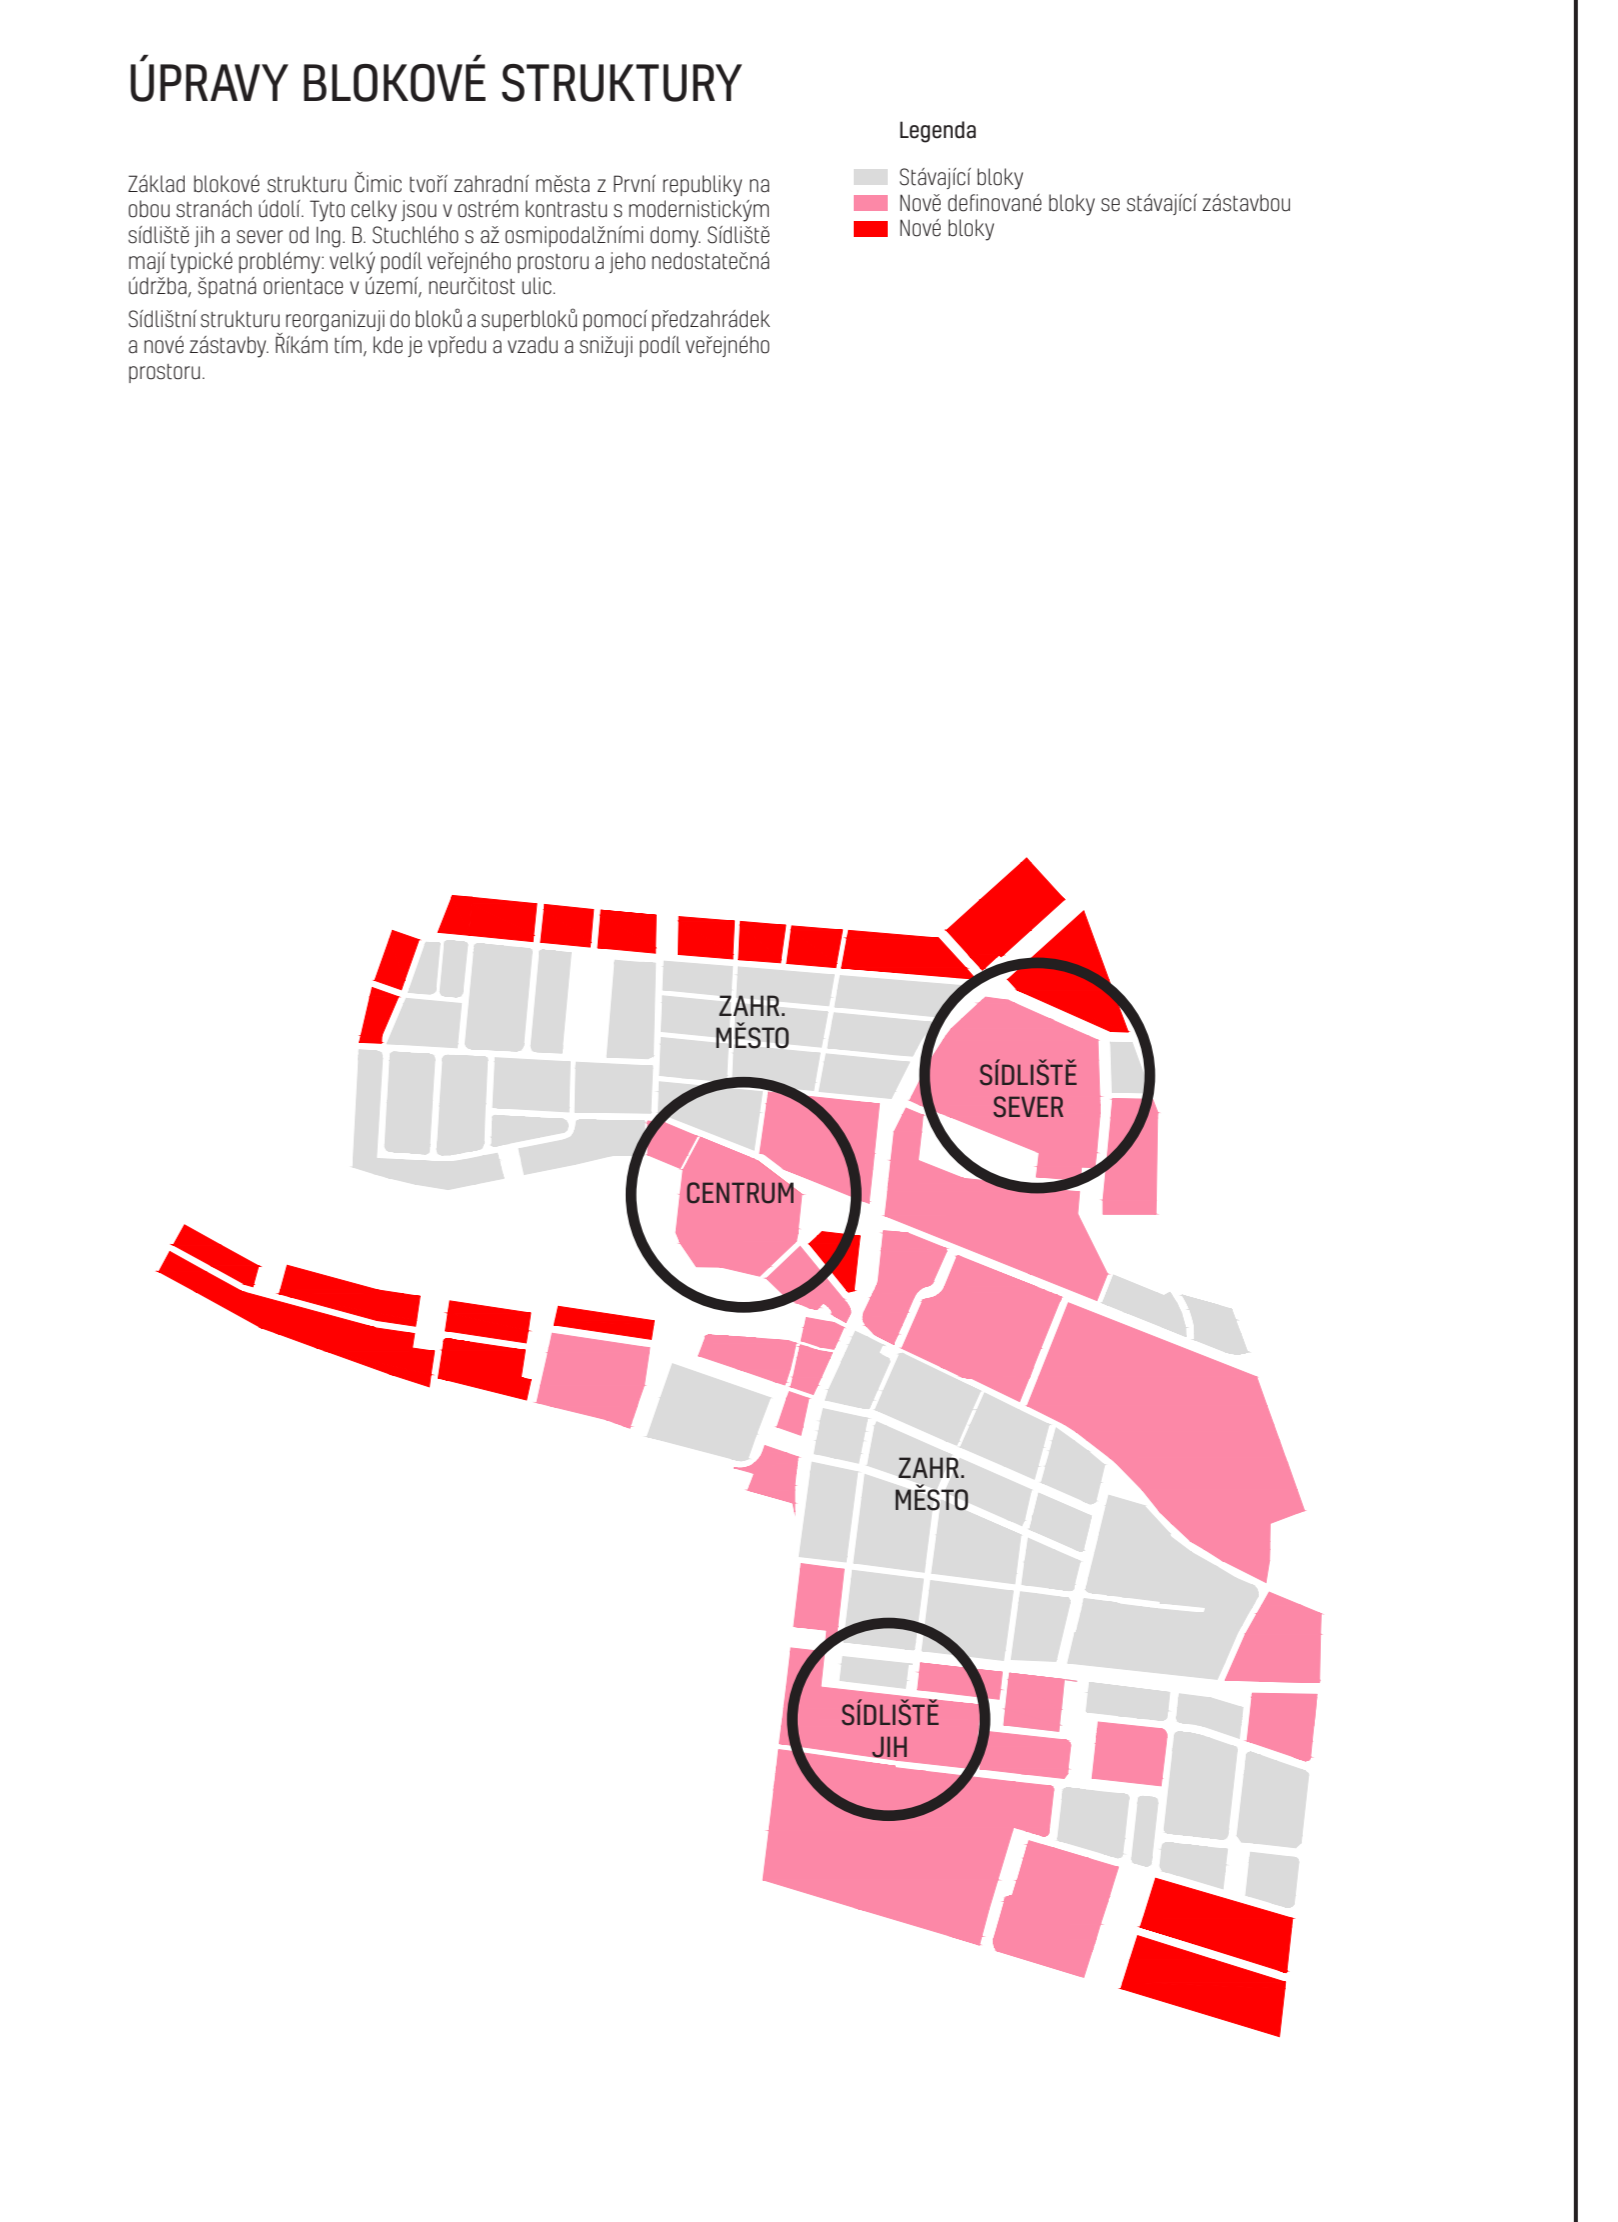 ÚPRAVY BLOKOVÉ STRUKTURY
Základ blokové strukturu Čimic tvoří zahradní města z První republiky na
obou stranách údolí. Tyto celky jsou v ostrém kontrastu s modernistickým
sídliště jih a sever od Ing. B. Stuchlého s až osmipodalžními domy. Sídliště
mají typické problémy: velký podíl veřejného prostoru a jeho nedostatečná
údržba, špatná orientace v území, neurčitost ulic.
Sídlištní strukturu reorganizuji do bloků a superbloků pomocí předzahrádek
a nové zástavby. Říkám tím, kde je vpředu a vzadu a snižuji podíl veřejného
prostoru.
Legenda
Stávající bloky
Nově definované bloky se stávající zástavbou
Nové bloky
ZAHR.
MĚSTO
SÍDLIŠTĚ
SEVER
CENTRUM
ZAHR.
MĚSTO
SÍDLIŠTĚ
JIH